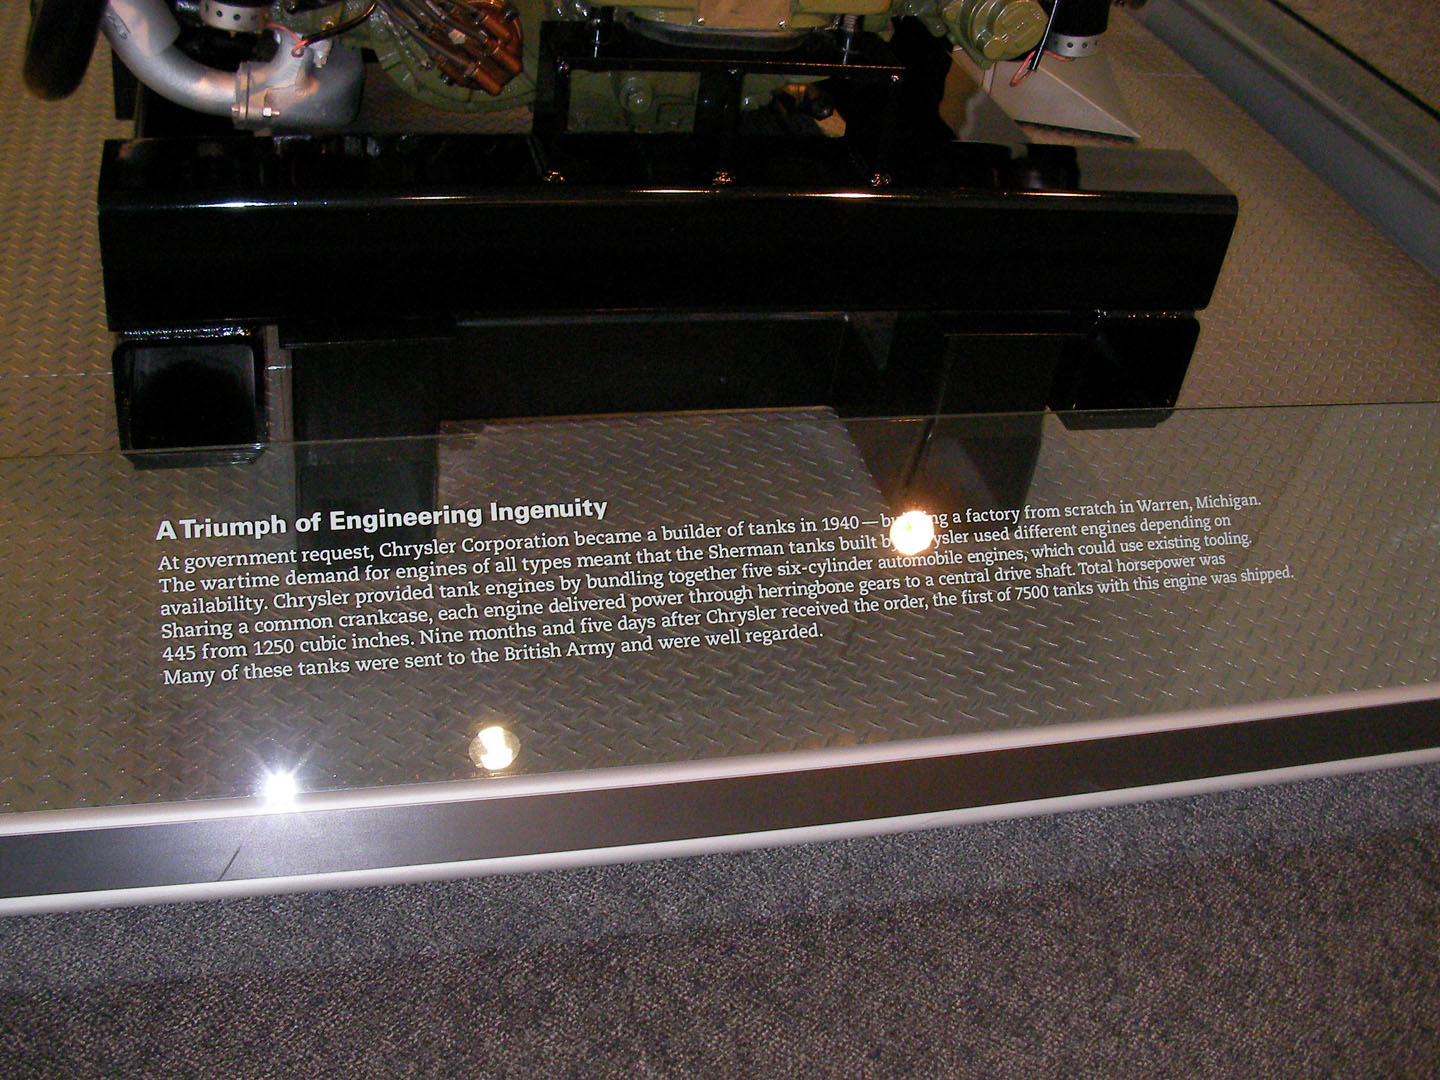 A Triumph of Engineering Ingenuity
At government request, Chrysler Corporation became a builder of tanks in 1940—building a factory from scratch in Warren, Michigan.
The wartime demand for engines of all types meant that the Sherman tanks built by Chrysler used different engines depending on
availability. Chrysler provided tank engines by bundling together five six-cylinder automobile engines, which could use existing tooling.
Sharing a common crankcase, each engine delivered power through herringbone gears to a central drive shaft. Total horsepower was
445 from 1250 cubic inches. Nine months and five days after Chrysler received the order, the first of 7500 tanks with this engine was shipped.
Many of these tanks were sent to the British Army and were well regarded.